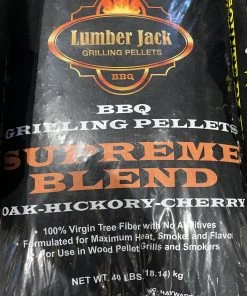 Lumber Jack
GRILLING PELLETS
BBQ
BBQ
GRILLING PELLETS
SUPREME
BLEND
OAK-HICKORY-CHERRY
• 100% Virgin Tree Fiber with No Additives
• Formulated for Maximum Heat, Smoke, and Flavor
• For Use in Wood Pellet Grills and Smokers
NET WT. 40 LBS. (18.14) kg
HAYWARD